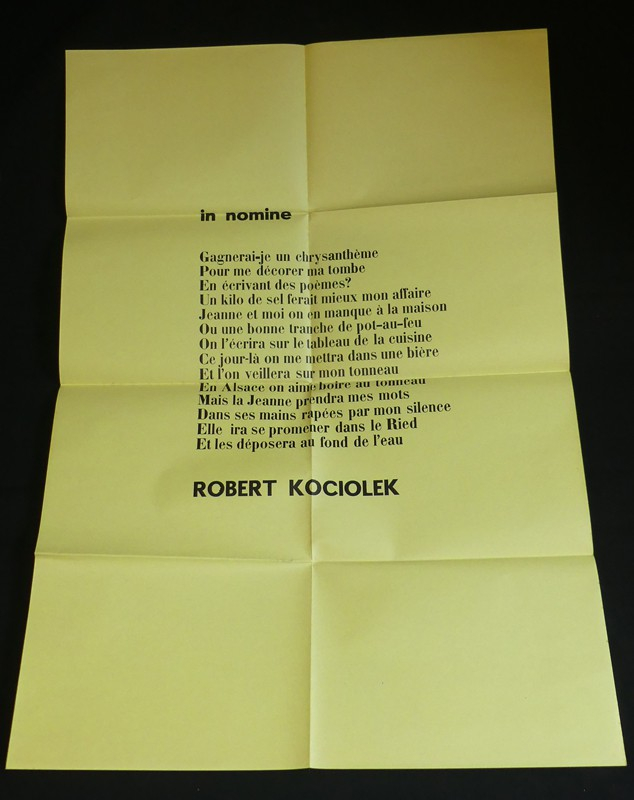 in nomine
Gagnerai-je un chrysanthème
Pour me décorer ma tombe
En écrivant des poèmes?
Un kilo de sel ferait mieux mon affaire
Jeanne et moi on en manque à la maison
Ou une bonne tranche de pot-au-feu
On l'écrira sur le tableau de la cuisine
Ce jour-là on me mettra dans une bière
Et l'on veillera sur mon tonneau
En Alsace on aime boire au tonneau
Mais la Jeanne prendra mes mots
Dans ses mains rapées par mon silence
Elle ira se promener dans le Ried
Et les déposera au fond de l'eau
ROBERT KOCIOLEK